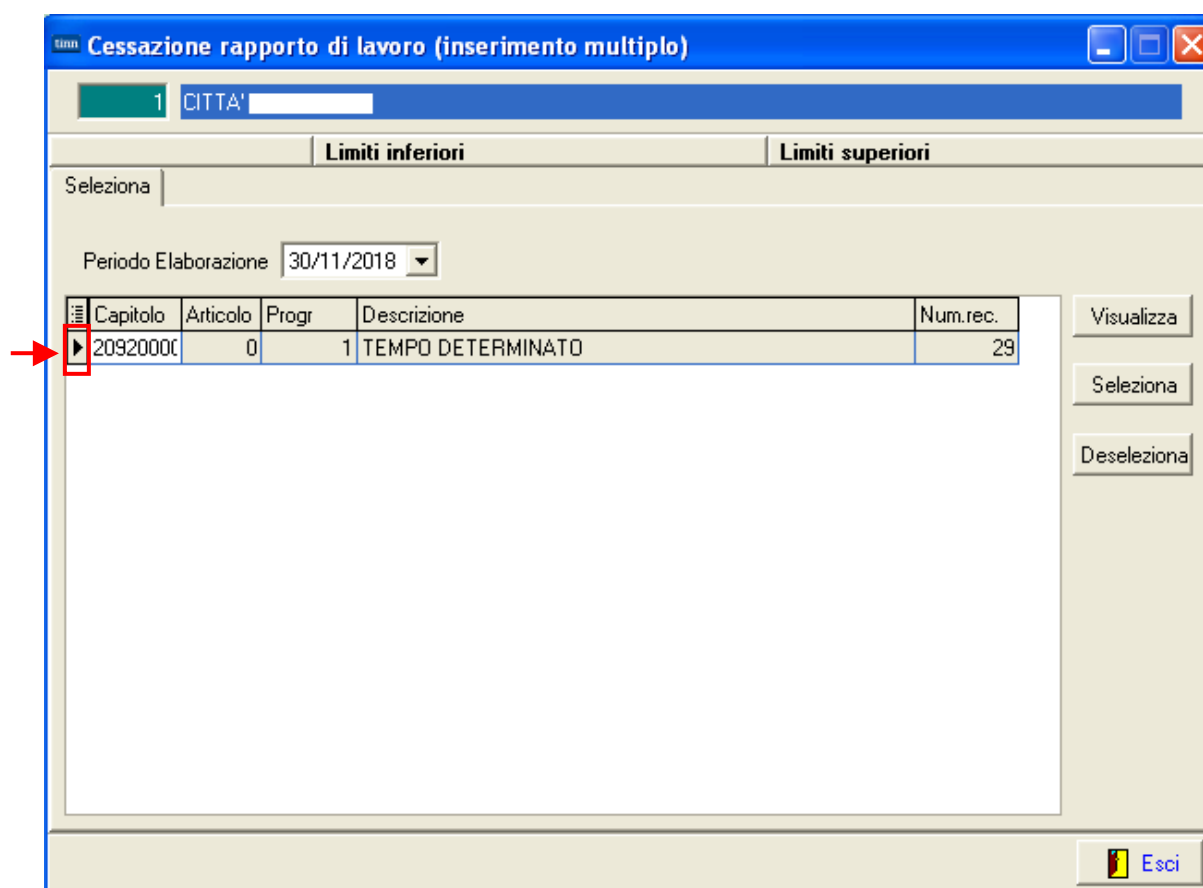 tinn Cessazione rapporto di lavoro (inserimento multiplo)
1 CITTA'
Limiti inferiori Limiti superiori
Seleziona
Periodo Elaborazione 30/11/2018
Capitolo Articolo Progr Descrizione Num.rec.
2092000( 0 1 TEMPO DETERMINATO 29
Visualizza
Seleziona
Deseleziona
Esci